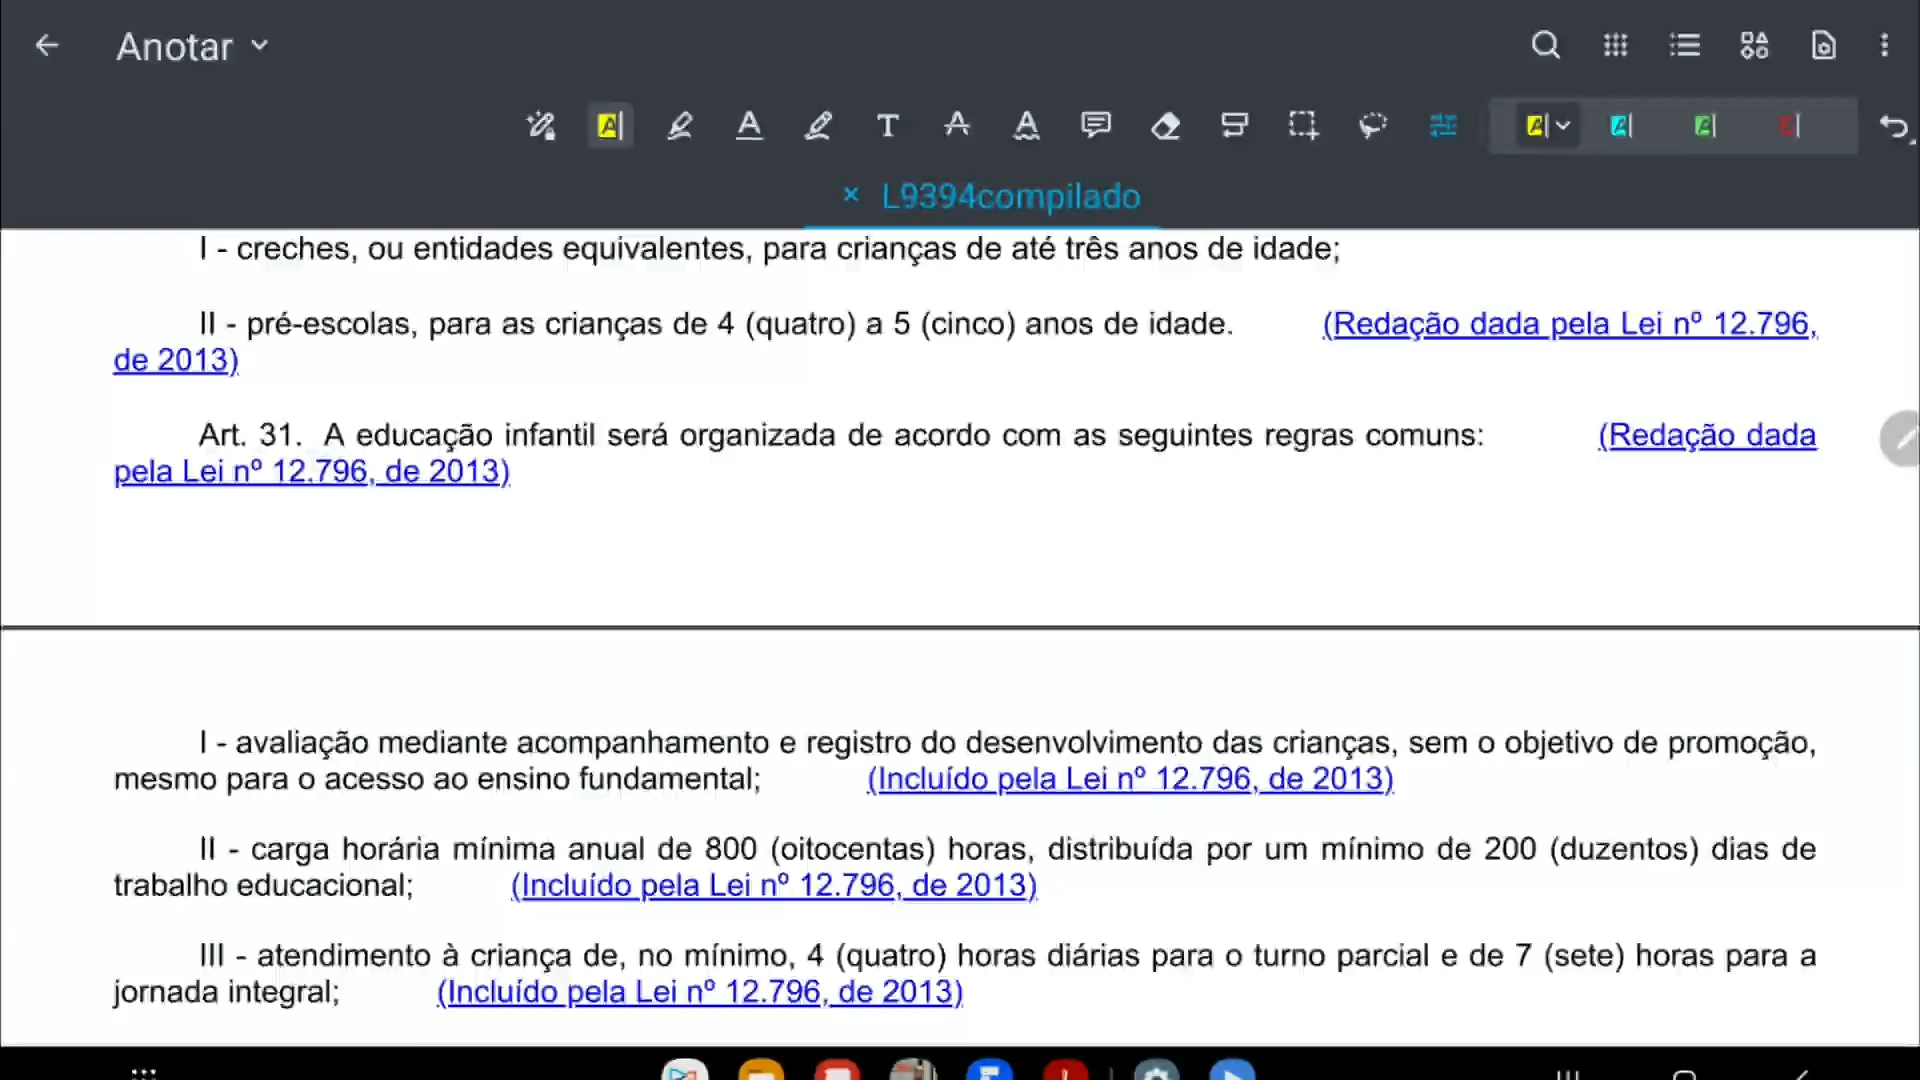 Anotar
L9394compilado
I - creches, ou entidades equivalentes, para crianças de até três anos de idade;
II - pré-escolas, para as crianças de 4 (quatro) a 5 (cinco) anos de idade. (Redação dada pela Lei nº 12.796,
de 2013)
Art. 31. A educação infantil será organizada de acordo com as seguintes regras comuns: (Redação dada
pela Lei nº 12.796, de 2013)
I - avaliação mediante acompanhamento e registro do desenvolvimento das crianças, sem o objetivo de promoção,
mesmo para o acesso ao ensino fundamental; (Incluído pela Lei nº 12.796, de 2013)
II - carga horária mínima anual de 800 (oitocentas) horas, distribuída por um mínimo de 200 (duzentos) dias de
trabalho educacional; (Incluído pela Lei nº 12.796, de 2013)
III - atendimento à criança de, no mínimo, 4 (quatro) horas diárias para o turno parcial e de 7 (sete) horas para a
jornada integral; (Incluído pela Lei nº 12.796, de 2013)